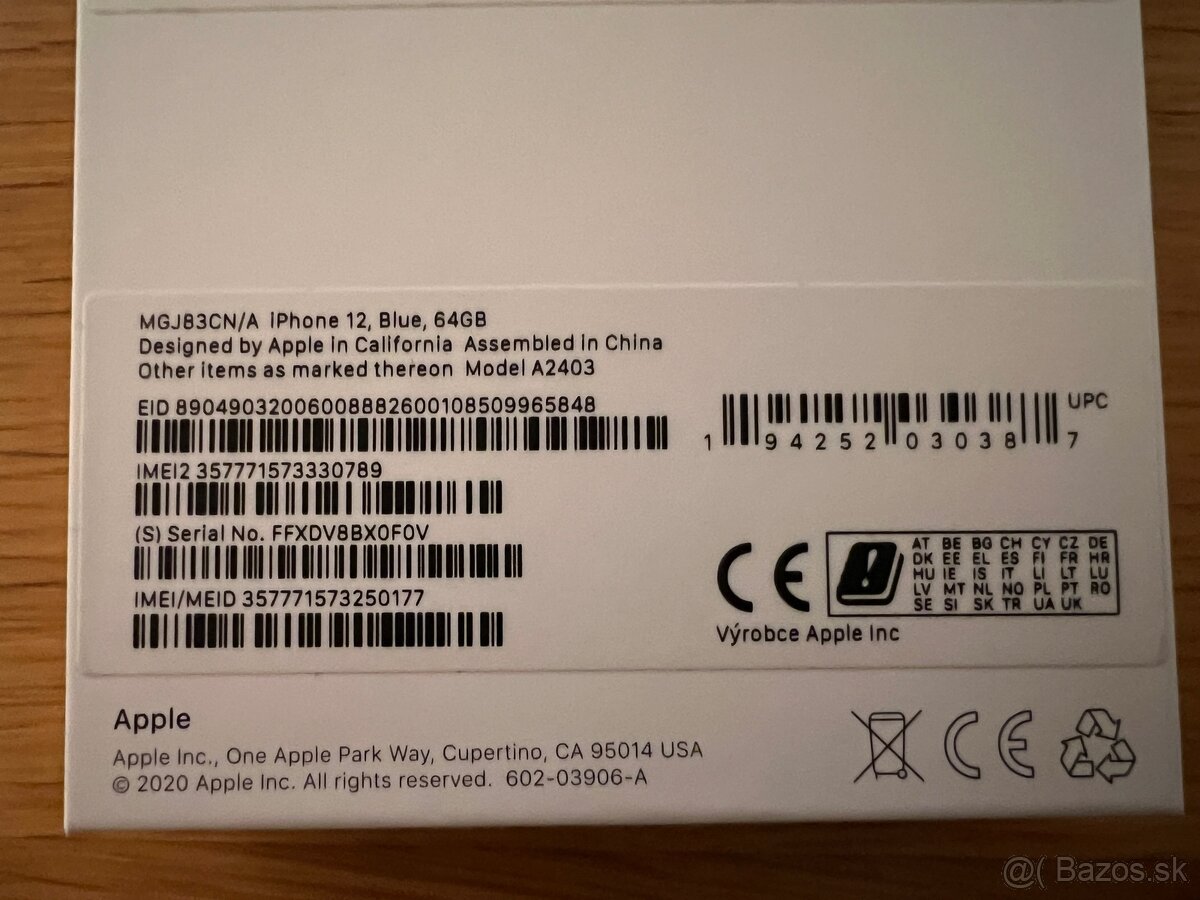 MGJ83CN/A iPhone 12, Blue, 64GB
Designed by Apple in California Assembled in China
Other items as marked thereon Model A2403
EID 89049032006008882600108509965848
UPC
1 94252 03038 7
IMEI2 357771573330789
(S) Serial No. FFXDV8BX0F0V
IMEI/MEID 357771573250177
CE
AT BE BG CH CY CZ DE
DK EE EL ES FI FR HR
HU IE IS IT LI LT LU
LV MT NL NO PL PT RO
SE SI SK TR UA UK
Výrobce Apple Inc
Apple
Apple Inc., One Apple Park Way, Cupertino, CA 95014 USA
© 2020 Apple Inc. All rights reserved. 602-03906-A
CE
@( Bazos.sk